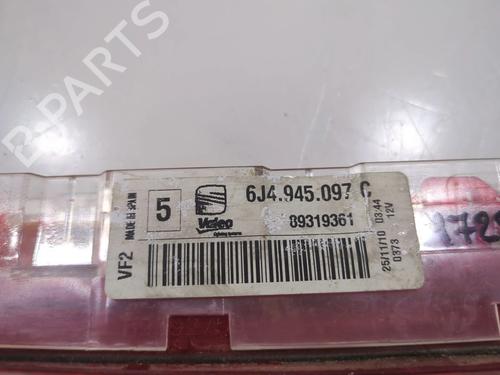 B-PARTS
5
6J4.945.097 C
Valeo
89319361
MADE IN SPAIN
VF2
25/11/10 03:44
0373 12V